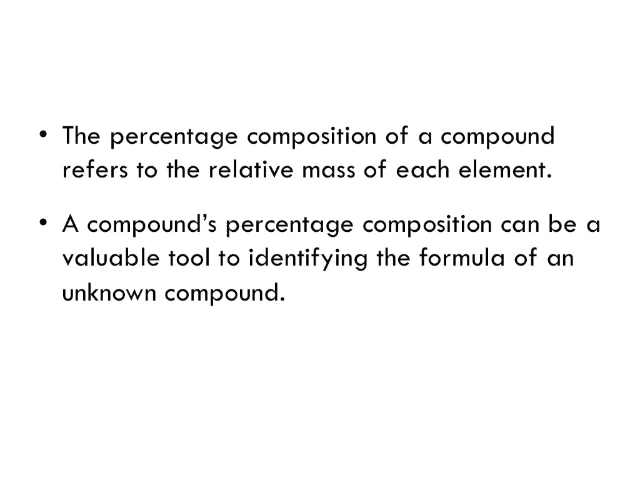 • The percentage composition of a compound
refers to the relative mass of each element.
• A compound’s percentage composition can be a
valuable tool to identifying the formula of an
unknown compound.